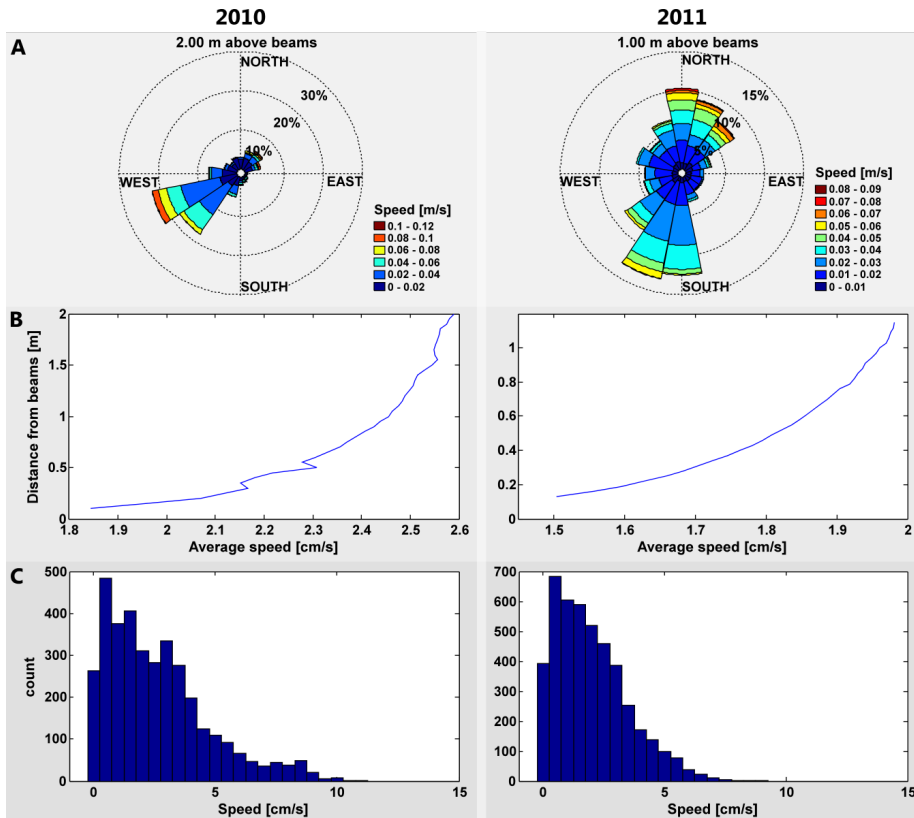 2010
2011
A
2.00 m above beams
NORTH
30%
20%
10%
WEST
EAST
SOUTH
Speed [m/s]
0.1 - 0.12
0.08 - 0.1
0.06 - 0.08
0.04 - 0.06
0.02 - 0.04
0 - 0.02
1.00 m above beams
NORTH
15%
10%
5%
WEST
EAST
SOUTH
Speed [m/s]
0.08 - 0.09
0.07 - 0.08
0.06 - 0.07
0.05 - 0.06
0.04 - 0.05
0.03 - 0.04
0.02 - 0.03
0.01 - 0.02
0 - 0.01
B
Distance from beams [m]
2
1.5
1
0.5
0
1.8 1.9 2 2.1 2.2 2.3 2.4 2.5 2.6
Average speed [cm/s]
1
0.8
0.6
0.4
0.2
0
1.5 1.6 1.7 1.8 1.9 2
Average speed [cm/s]
C
count
500
400
300
200
100
0
0 5 10 15
Speed [cm/s]
700
600
500
400
300
200
100
0
0 5 10 15
Speed [cm/s]